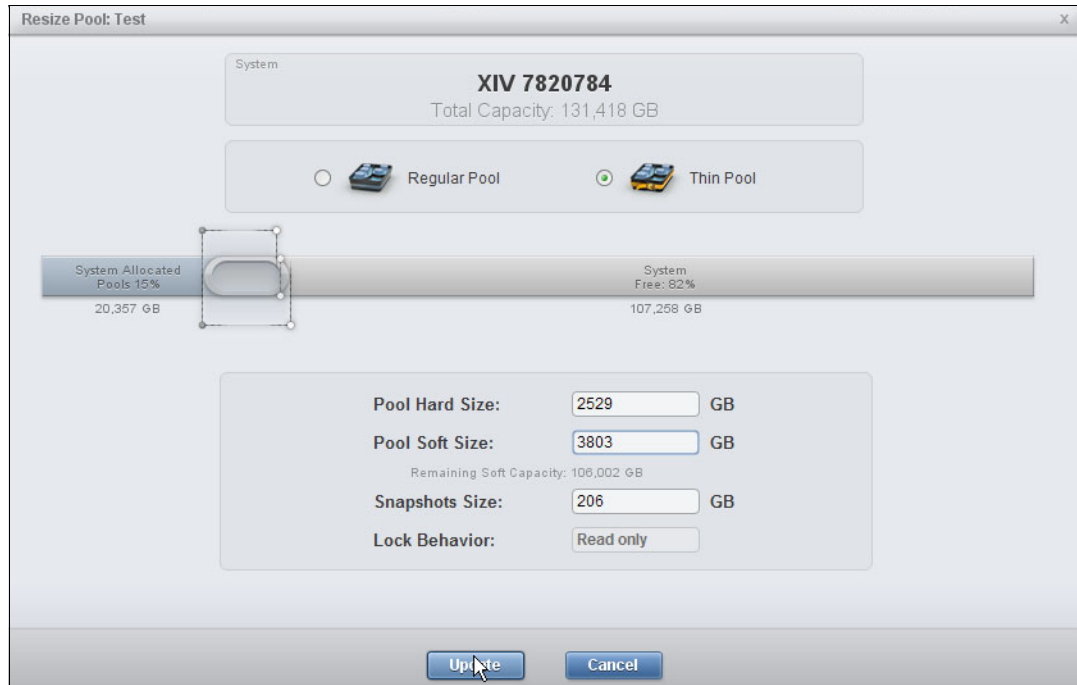 Resize Pool: Test
X
System
XIV 7820784
Total Capacity: 131,418 GB
Regular Pool
Thin Pool
System Allocated
Pools 15%
System
Free: 82%
20,357 GB
107,258 GB
Pool Hard Size: 2529 GB
Pool Soft Size: 3803 GB
Remaining Soft Capacity: 106,002 GB
Snapshots Size: 206 GB
Lock Behavior: Read only
Update Cancel